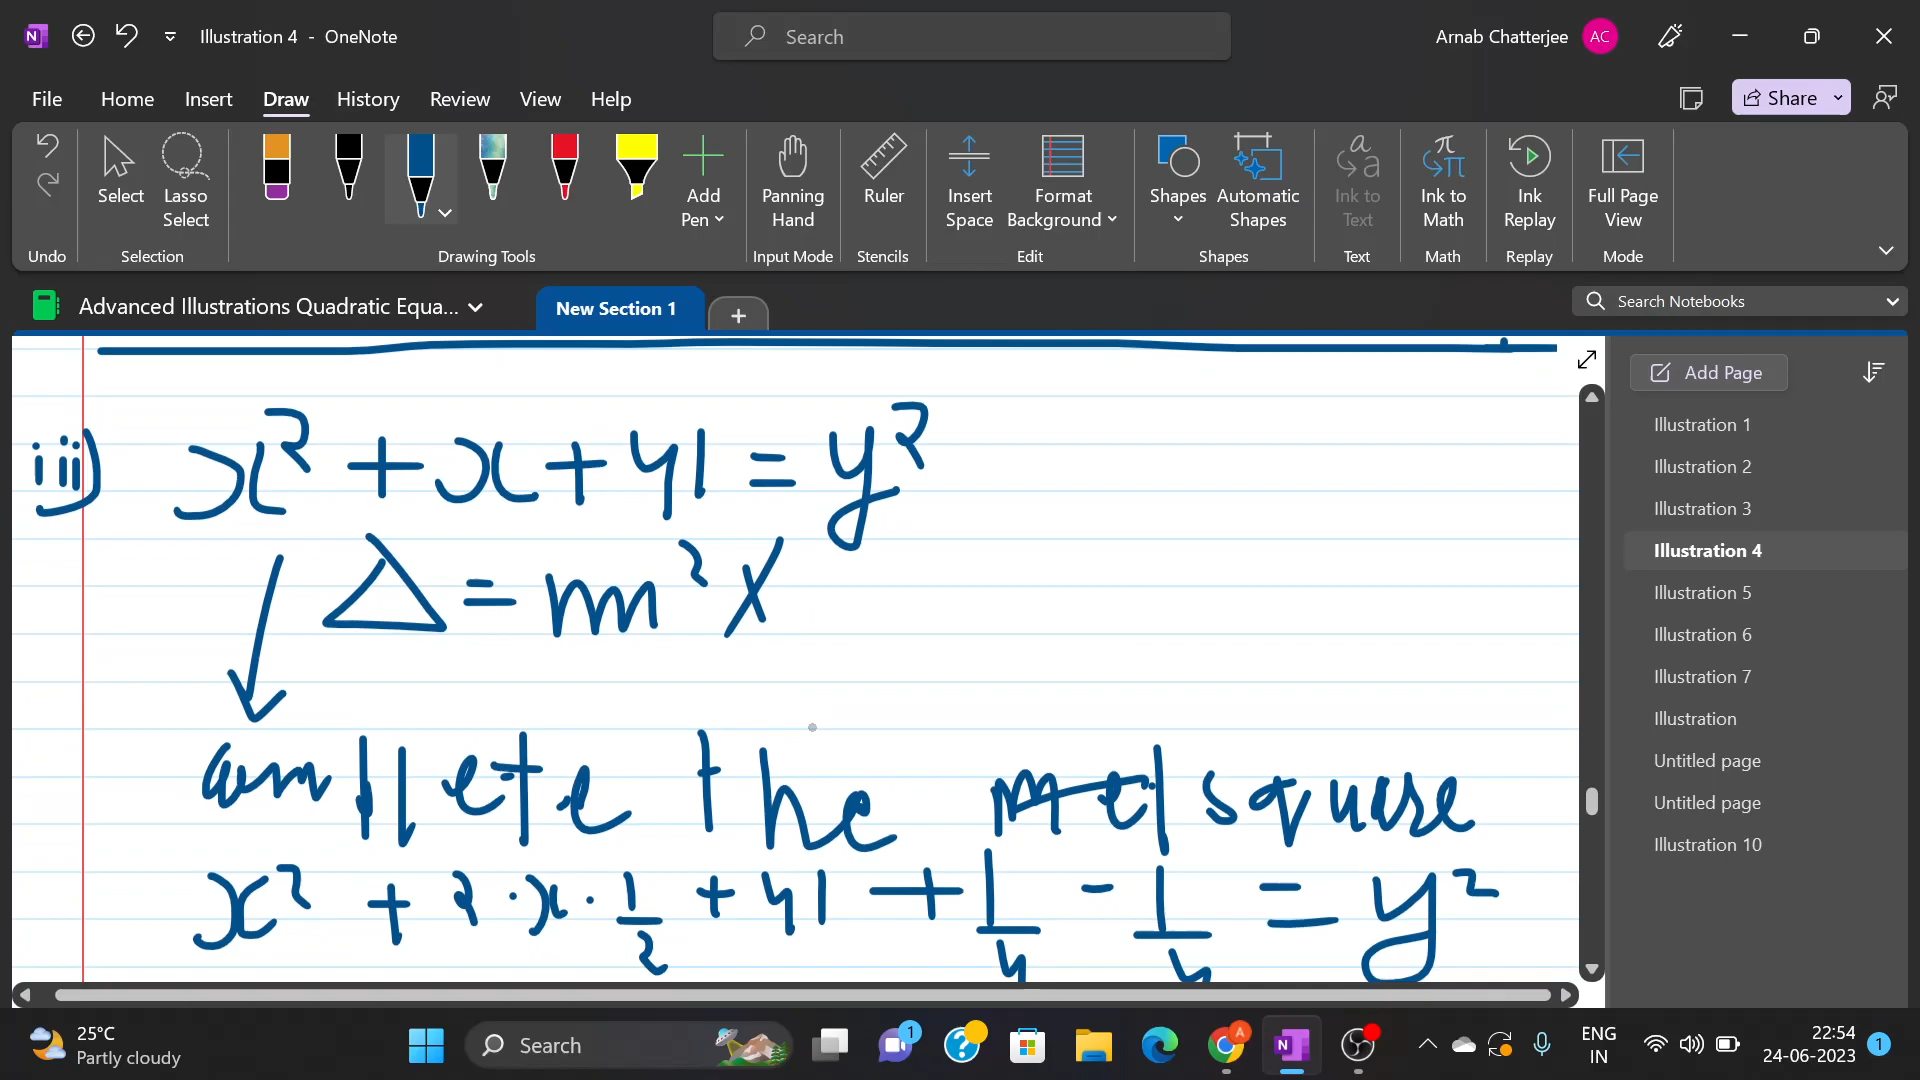 Illustration 4 - OneNote
Search
Arnab Chatterjee AC
File Home Insert Draw History Review View Help
Share
Select
Lasso Select
Add Pen
Panning Hand
Ruler
Insert Space
Format Background
Shapes
Automatic Shapes
Ink to Text
Ink to Math
Ink Replay
Full Page View
Undo Selection Drawing Tools Input Mode Stencils Edit Shapes Text Math Replay Mode
Advanced Illustrations Quadratic Equa...
New Section 1
Search Notebooks
Add Page
Illustration 1
Illustration 2
Illustration 3
Illustration 4
Illustration 5
Illustration 6
Illustration 7
Illustration
Untitled page
Untitled page
Illustration 10
iii) x² + x + 41 = y²
Δ = m² X
complete the square
x² + 2 · x · 1/2 + 41 + 1/4 - 1/4 = y²
25°C
Partly cloudy
Search
1
A
ENG
IN
22:54
24-06-2023
1